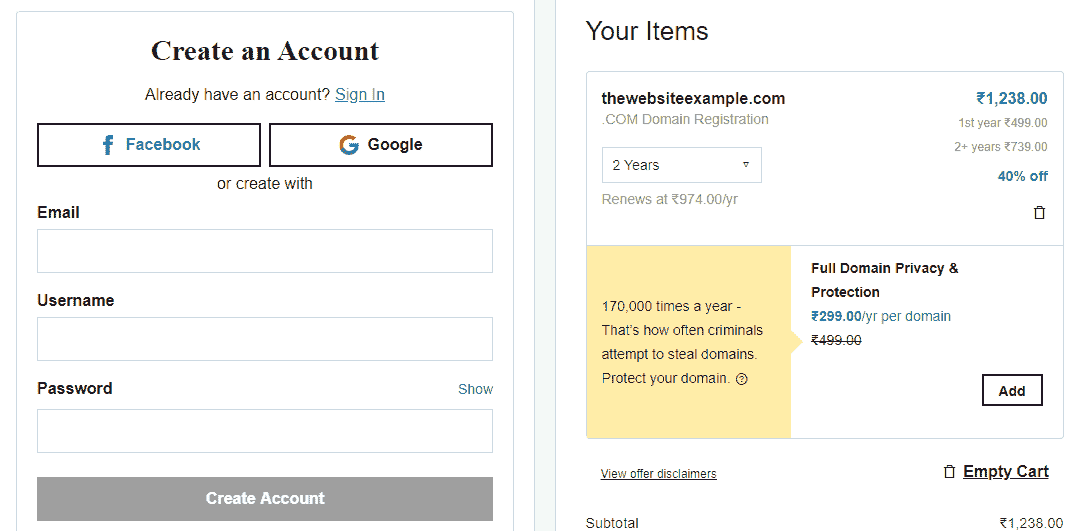 Create an Account
Already have an account? Sign In
Facebook
Google
or create with
Email
Username
Password
Show
Create Account
Your Items
thewebsiteexample.com
₹1,238.00
.COM Domain Registration
1st year ₹499.00
2+ years ₹739.00
2 Years
40% off
Renews at ₹974.00/yr
170,000 times a year -
That's how often criminals
attempt to steal domains.
Protect your domain.
Full Domain Privacy &
Protection
₹299.00/yr per domain
₹499.00
Add
View offer disclaimers
Empty Cart
Subtotal
₹1,238.00